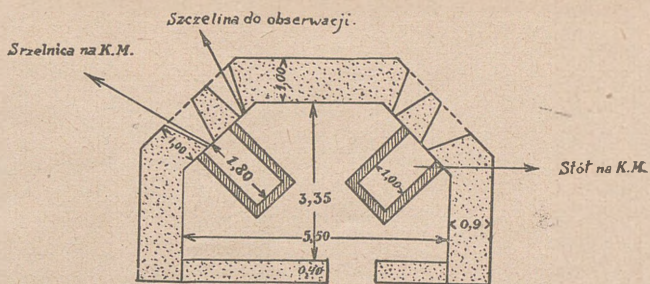 Szczelina do obserwacji.
Srzelnica na K.M.
1,00
1,00
1,80
1,00
Stół na K.M.
3,35
0,9
5,50
0,40